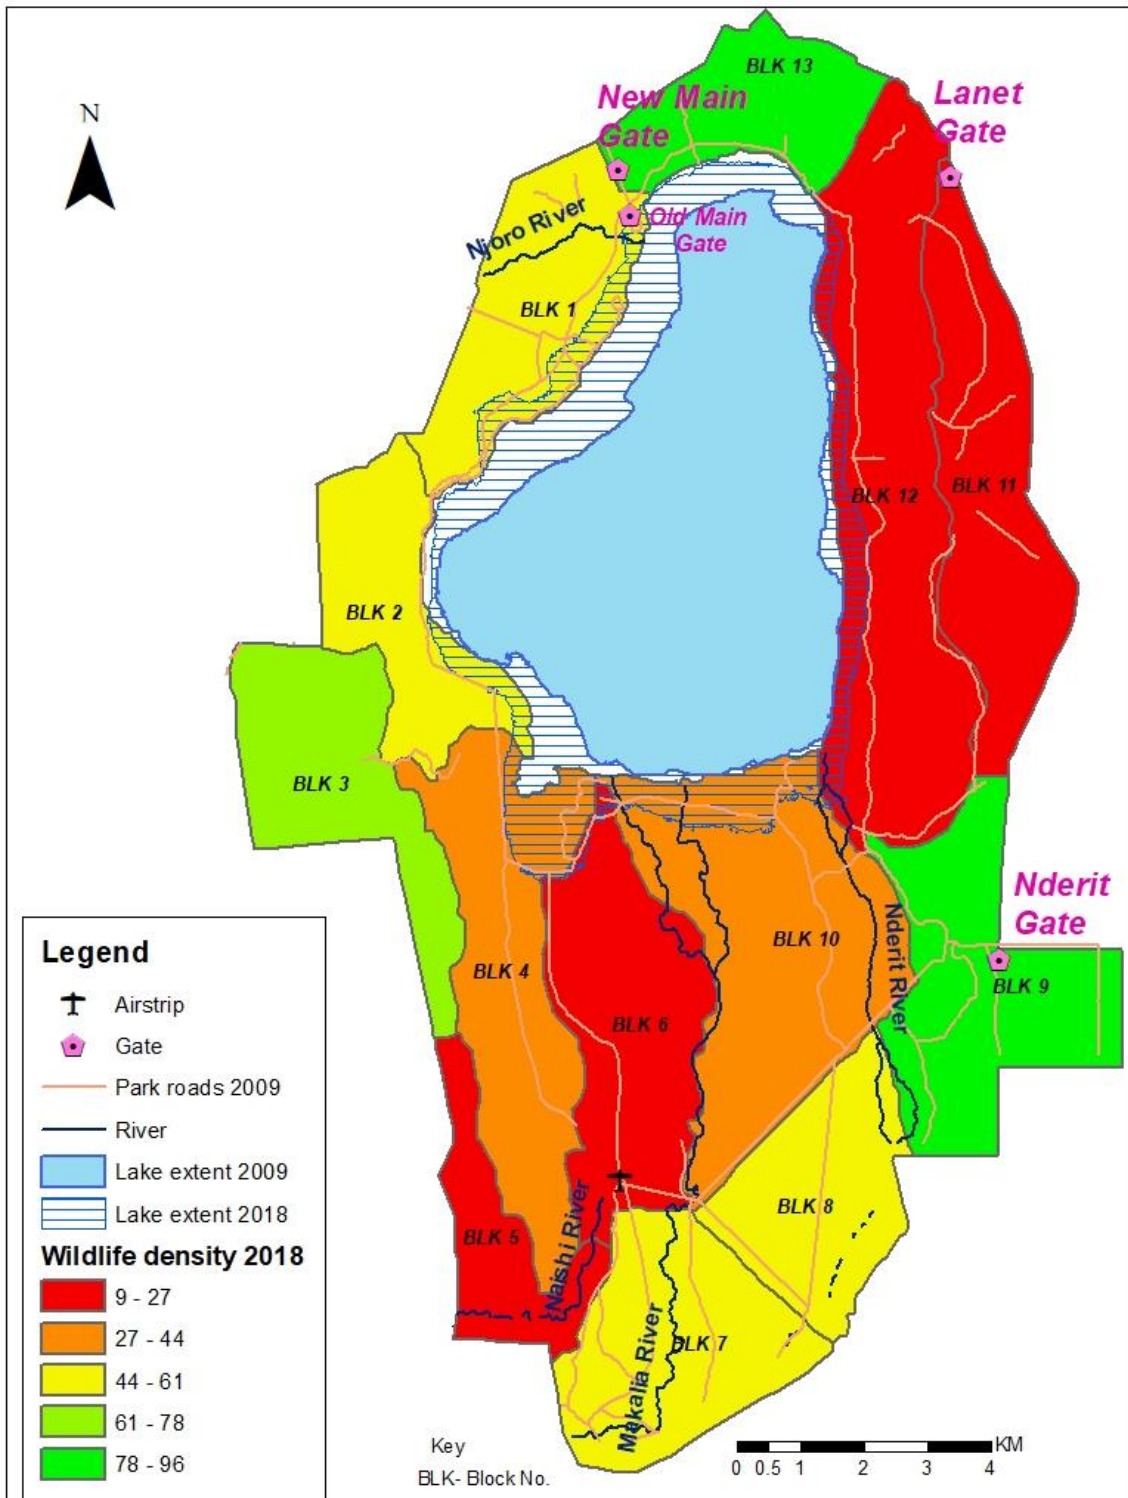 BLK 13
New Main
Gate
Lanet
Gate
N
Old Main
Gate
Njoro River
BLK 1
BLK 12
BLK 11
BLK 2
BLK 3
Nderit
Gate
BLK 4
BLK 10
Nderit River
BLK 9
BLK 6
BLK 8
BLK 5
Naishi River
BLK 7
Makalia River
Legend
Airstrip
Gate
Park roads 2009
River
Lake extent 2009
Lake extent 2018
Wildlife density 2018
9 - 27
27 - 44
44 - 61
61 - 78
78 - 96
Key
BLK- Block No.
KM
0 0.5 1 2 3 4